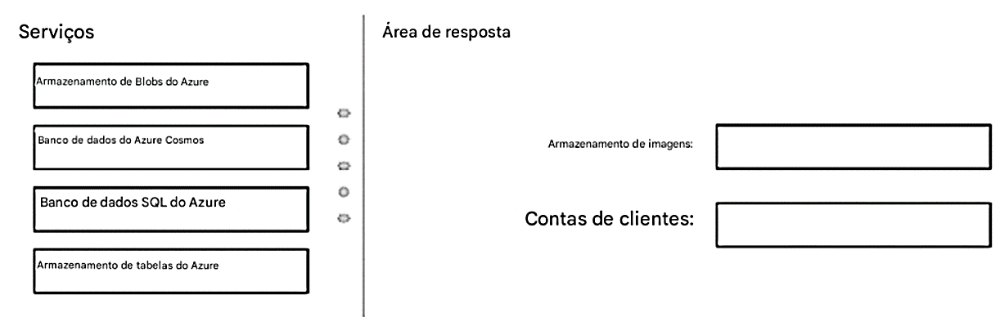 Serviços
Armazenamento de Blobs do Azure
Banco de dados do Azure Cosmos
Banco de dados SQL do Azure
Armazenamento de tabelas do Azure
Área de resposta
Armazenamento de imagens:
Contas de clientes: